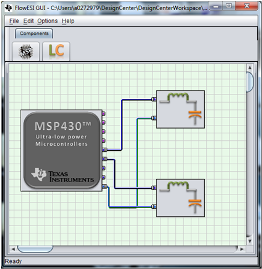 FlowESI GUI - C:\Users\a0272979\DesignCenter\DesignCenterWorkspace\...
File Edit Options Help
Components
LC
MSP430™
Ultra-low power
Microcontrollers
TEXAS
INSTRUMENTS
Ready